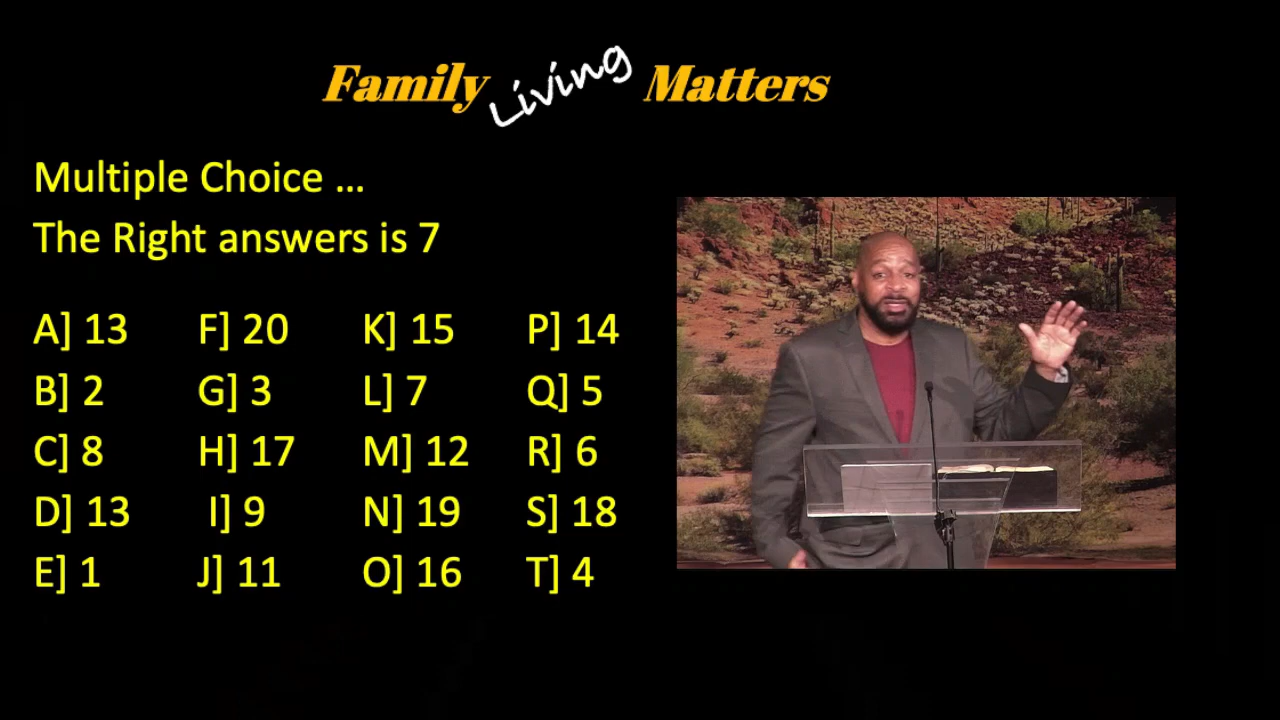 Family Living Matters
Multiple Choice ...
The Right answers is 7
A] 13 F] 20 K] 15 P] 14
B] 2 G] 3 L] 7 Q] 5
C] 8 H] 17 M] 12 R] 6
D] 13 I] 9 N] 19 S] 18
E] 1 J] 11 O] 16 T] 4